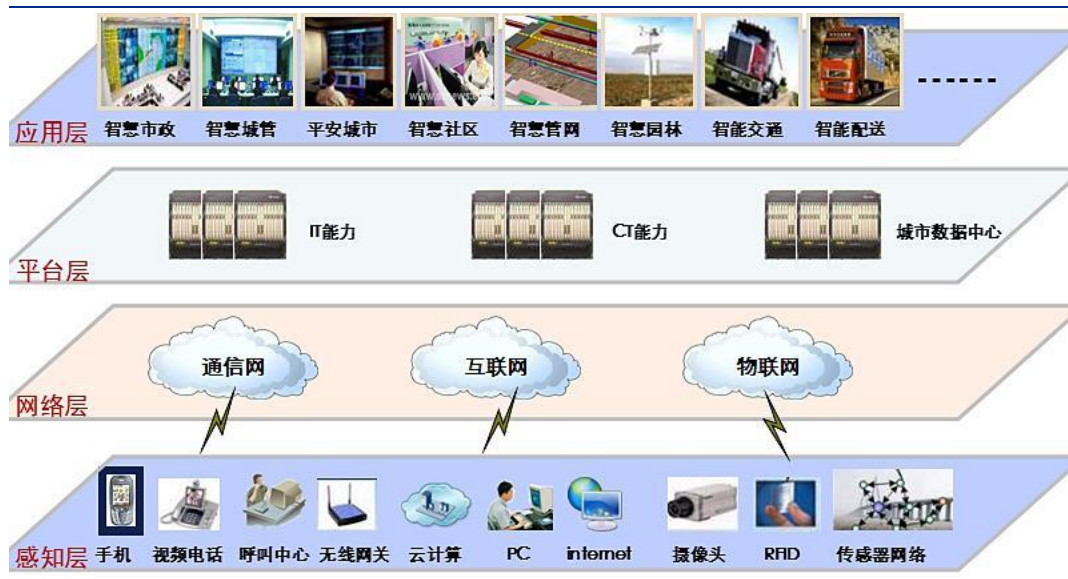 应用层
智慧市政 智慧城管 平安城市 智慧社区 智慧管网 智慧园林 智能交通 智能配送
平台层
IT能力 CT能力 城市数据中心
网络层
通信网 互联网 物联网
感知层
手机 视频电话 呼叫中心 无线网关 云计算 PC internet 摄像头 RFID 传感器网络